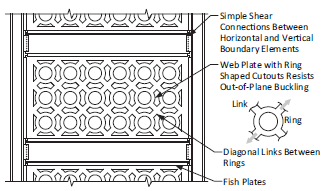 Simple Shear
Connections Between
Horizontal and Vertical
Boundary Elements
Web Plate with Ring
Shaped Cutouts Resists
Out-of-Plane Buckling
Link
Ring
Diagonal Links Between
Rings
Fish Plates